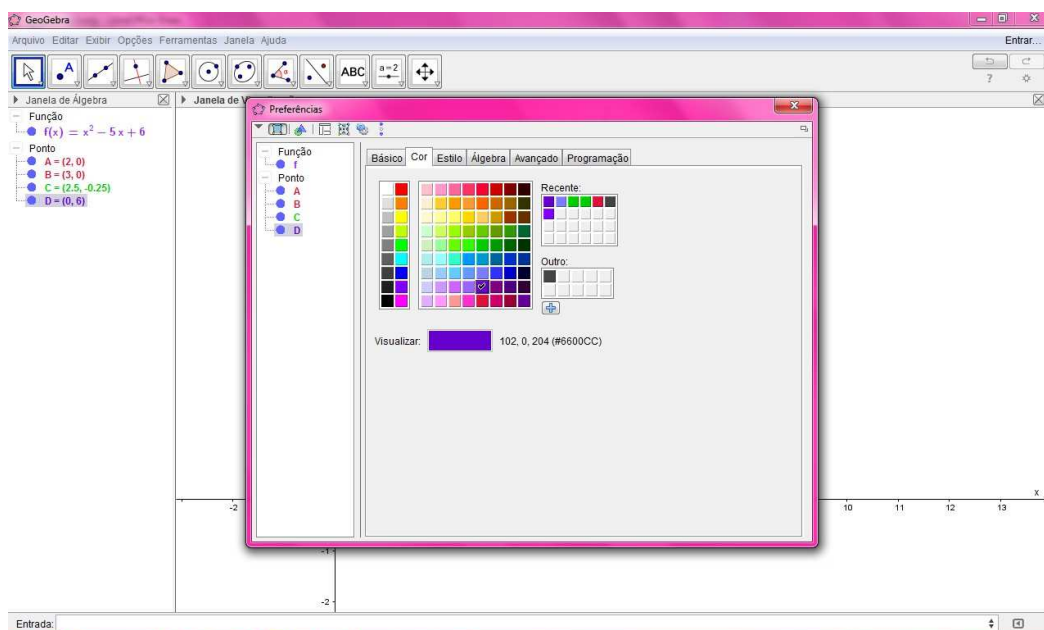 GeoGebra
Arquivo Editar Exibir Opções Ferramentas Janela Ajuda
Entrar...
A
ABC
a=2
?
Janela de Álgebra
Janela de V
Função
f(x) = x² − 5 x + 6
Ponto
A = (2, 0)
B = (3, 0)
C = (2.5, -0.25)
D = (0, 6)
Preferências
Função
f
Ponto
A
B
C
D
Básico Cor Estilo Álgebra Avançado Programação
Recente:
Outro:
Visualizar: 102, 0, 204 (#6600CC)
x
-2 10 11 12 13
-1
-2
Entrada: